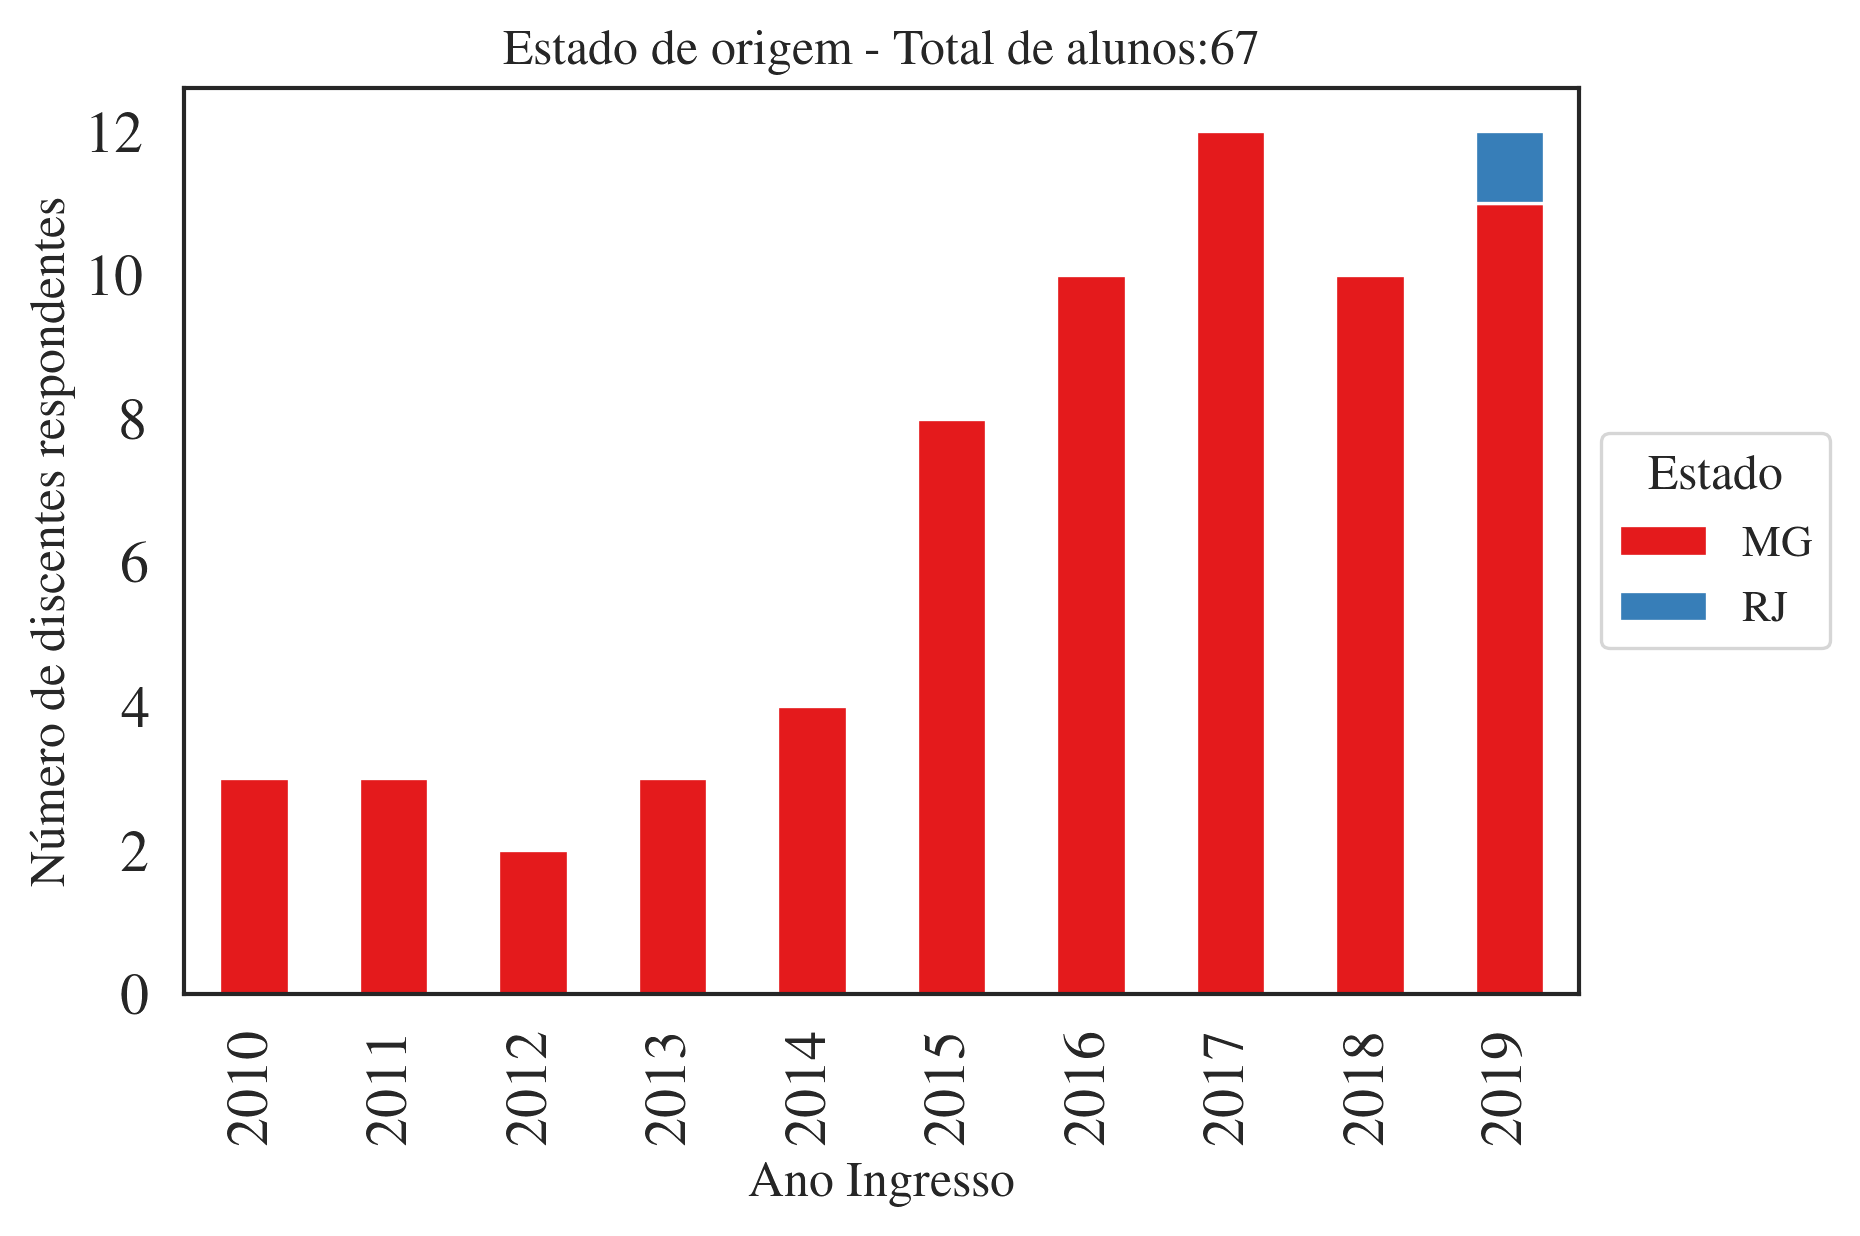 Estado de origem - Total de alunos:67
Número de discentes respondentes
12
10
8
6
4
2
0
2010
2011
2012
2013
2014
2015
2016
2017
2018
2019
Ano Ingresso
Estado
MG
RJ